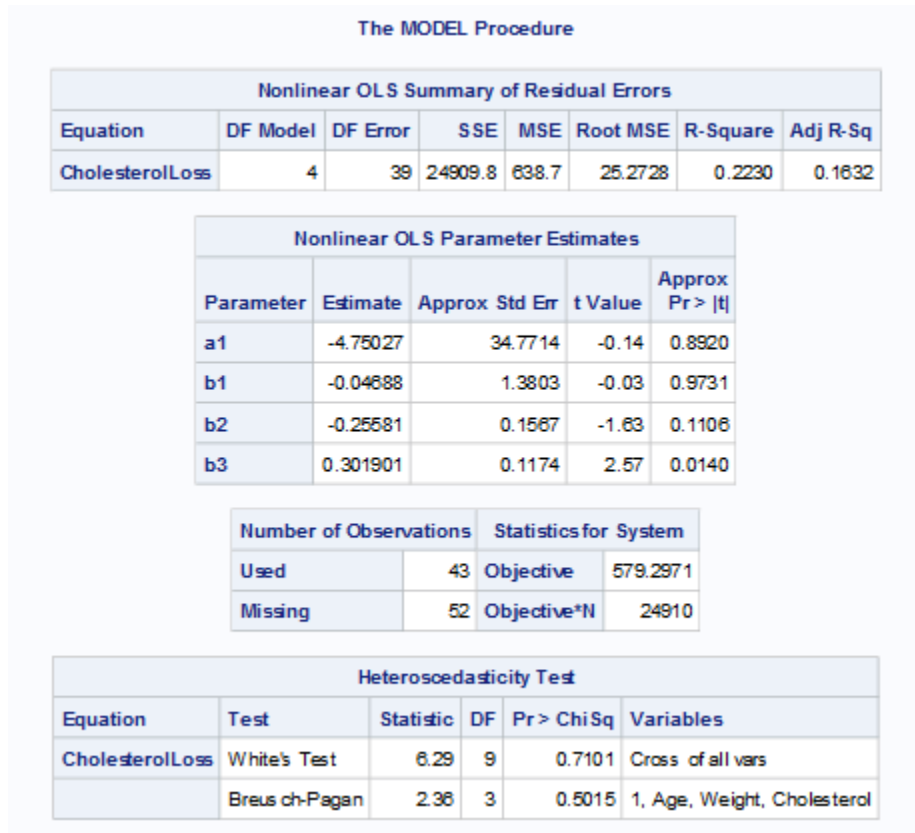 The MODEL Procedure
Nonlinear OLS Summary of Residual Errors
Equation DF Model DF Error SSE MSE Root MSE R-Square Adj R-Sq
CholesterolLoss 4 39 24909.8 638.7 25.2728 0.2230 0.1632
Nonlinear OLS Parameter Estimates
Parameter Estimate Approx Std Err t Value Approx Pr > |t|
a1 -4.75027 34.7714 -0.14 0.8920
b1 -0.04688 1.3803 -0.03 0.9731
b2 -0.25581 0.1567 -1.63 0.1106
b3 0.301901 0.1174 2.57 0.0140
Number of Observations Statistics for System
Used 43 Objective 579.2971
Missing 52 Objective*N 24910
Heteroscedasticity Test
Equation Test Statistic DF Pr > ChiSq Variables
CholesterolLoss White's Test 6.29 9 0.7101 Cross of all vars
Breusch-Pagan 2.36 3 0.5015 1, Age, Weight, Cholesterol